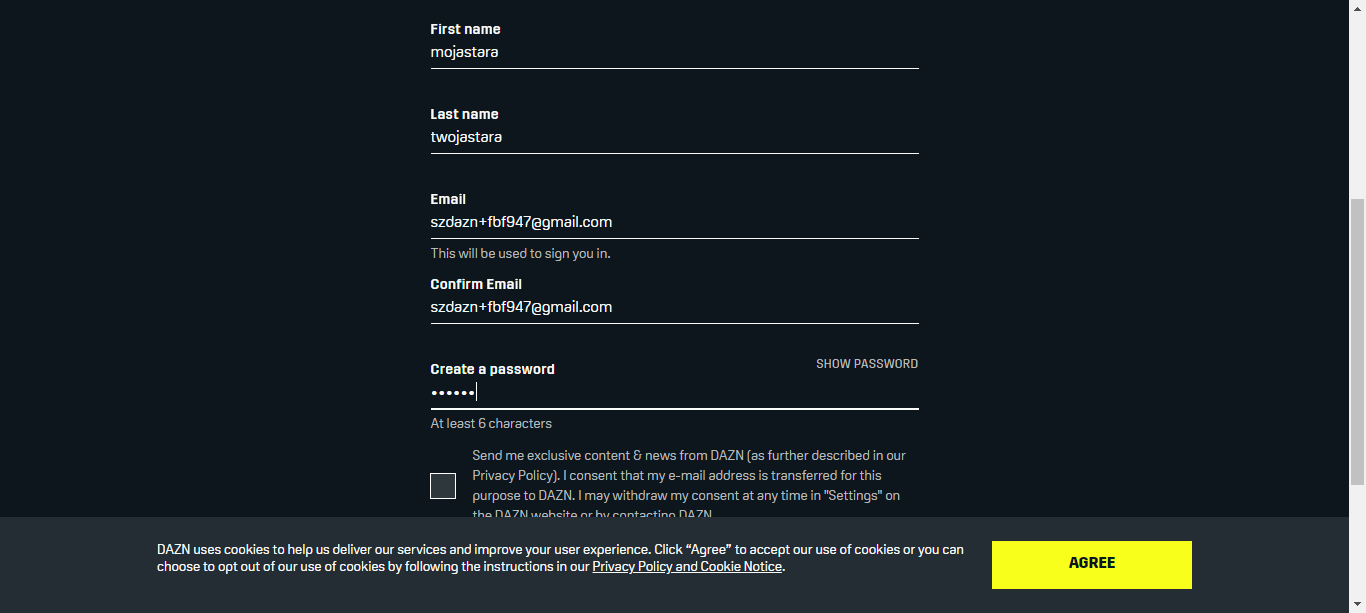 First name
mojastara
Last name
twojastara
Email
szdazn+fbf947@gmail.com
This will be used to sign you in.
Confirm Email
szdazn+fbf947@gmail.com
Create a password
SHOW PASSWORD
••••••
At least 6 characters
Send me exclusive content & news from DAZN (as further described in our
Privacy Policy). I consent that my e-mail address is transferred for this
purpose to DAZN. I may withdraw my consent at any time in "Settings" on
the DAZN website or by contacting DAZN
DAZN uses cookies to help us deliver our services and improve your user experience. Click “Agree” to accept our use of cookies or you can
choose to opt out of our use of cookies by following the instructions in our Privacy Policy and Cookie Notice.
AGREE